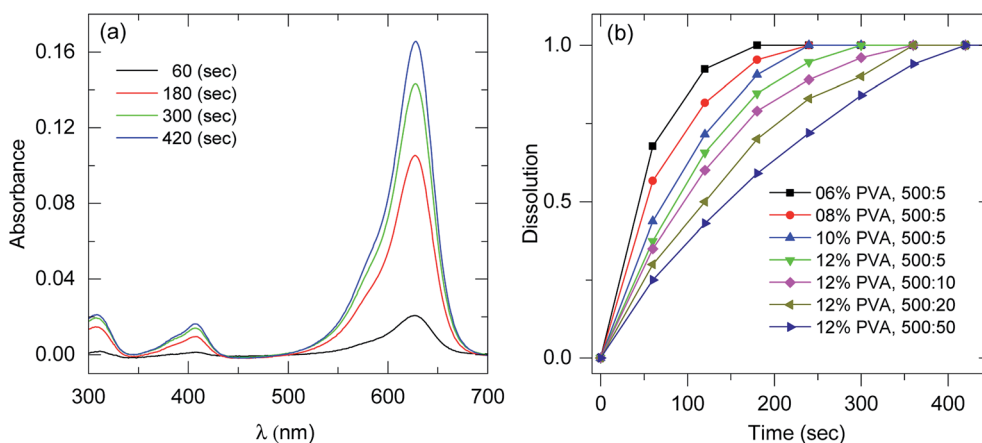 (a)
60 (sec)
180 (sec)
300 (sec)
420 (sec)
Absorbance
0.16
0.12
0.08
0.04
0.00
300
400
500
600
700
λ (nm)
(b)
Dissolution
1.0
0.5
0.0
06% PVA, 500:5
08% PVA, 500:5
10% PVA, 500:5
12% PVA, 500:5
12% PVA, 500:10
12% PVA, 500:20
12% PVA, 500:50
0
100
200
300
400
Time (sec)